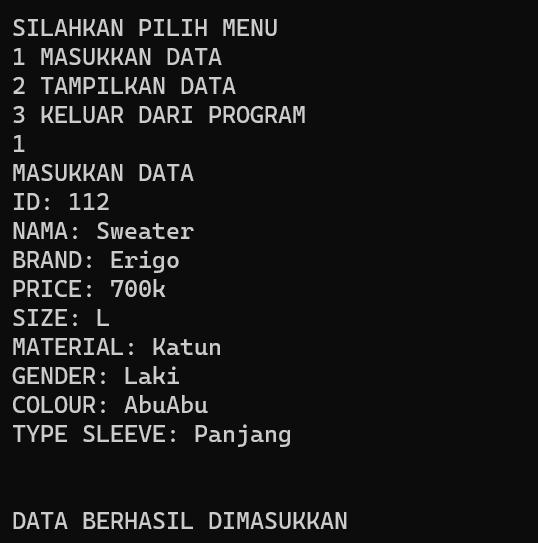 SILAHKAN PILIH MENU
1 MASUKKAN DATA
2 TAMPILKAN DATA
3 KELUAR DARI PROGRAM
1
MASUKKAN DATA
ID: 112
NAMA: Sweater
BRAND: Erigo
PRICE: 700k
SIZE: L
MATERIAL: Katun
GENDER: Laki
COLOUR: AbuAbu
TYPE SLEEVE: Panjang
DATA BERHASIL DIMASUKKAN